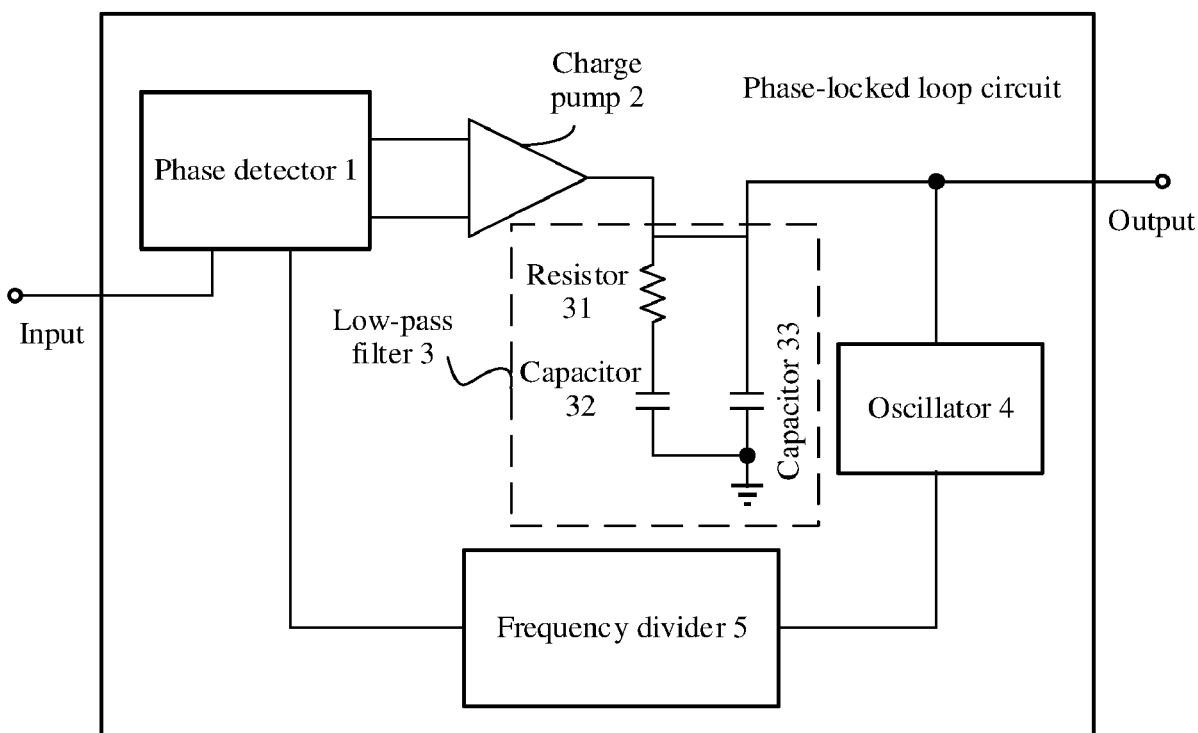 Charge
pump 2
Phase-locked loop circuit
Phase detector 1
Output
Input
Resistor
31
Low-pass
filter 3
Capacitor
32
Capacitor 33
Oscillator 4
Frequency divider 5